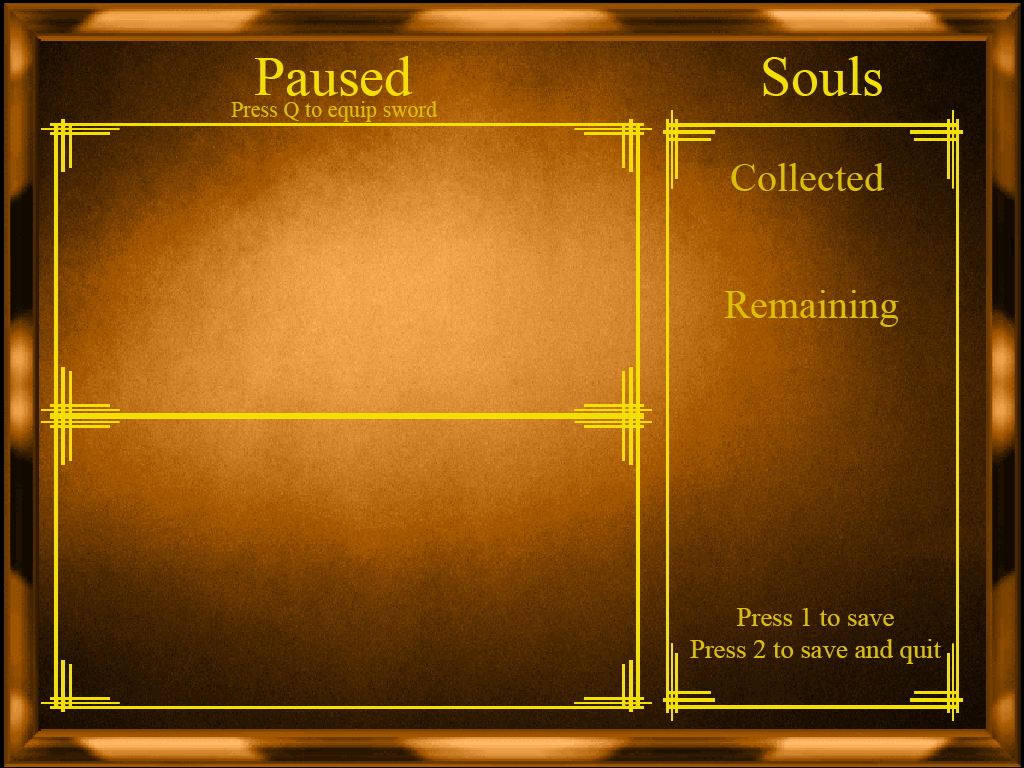 Paused
Press Q to equip sword
Souls
Collected
Remaining
Press 1 to save
Press 2 to save and quit